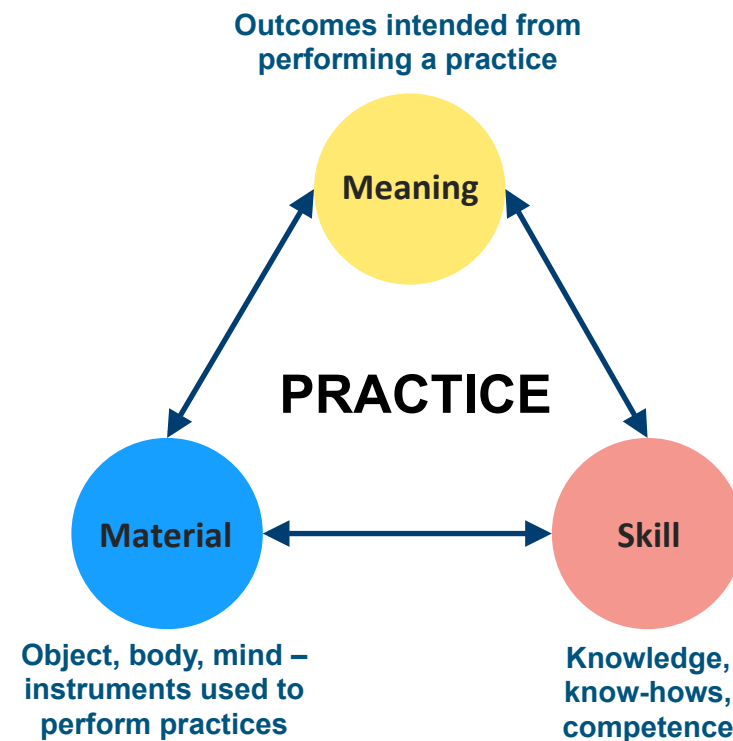 Outcomes intended from
performing a practice
Meaning
PRACTICE
Material
Skill
Object, body, mind –
instruments used to
perform practices
Knowledge,
know-hows,
competence